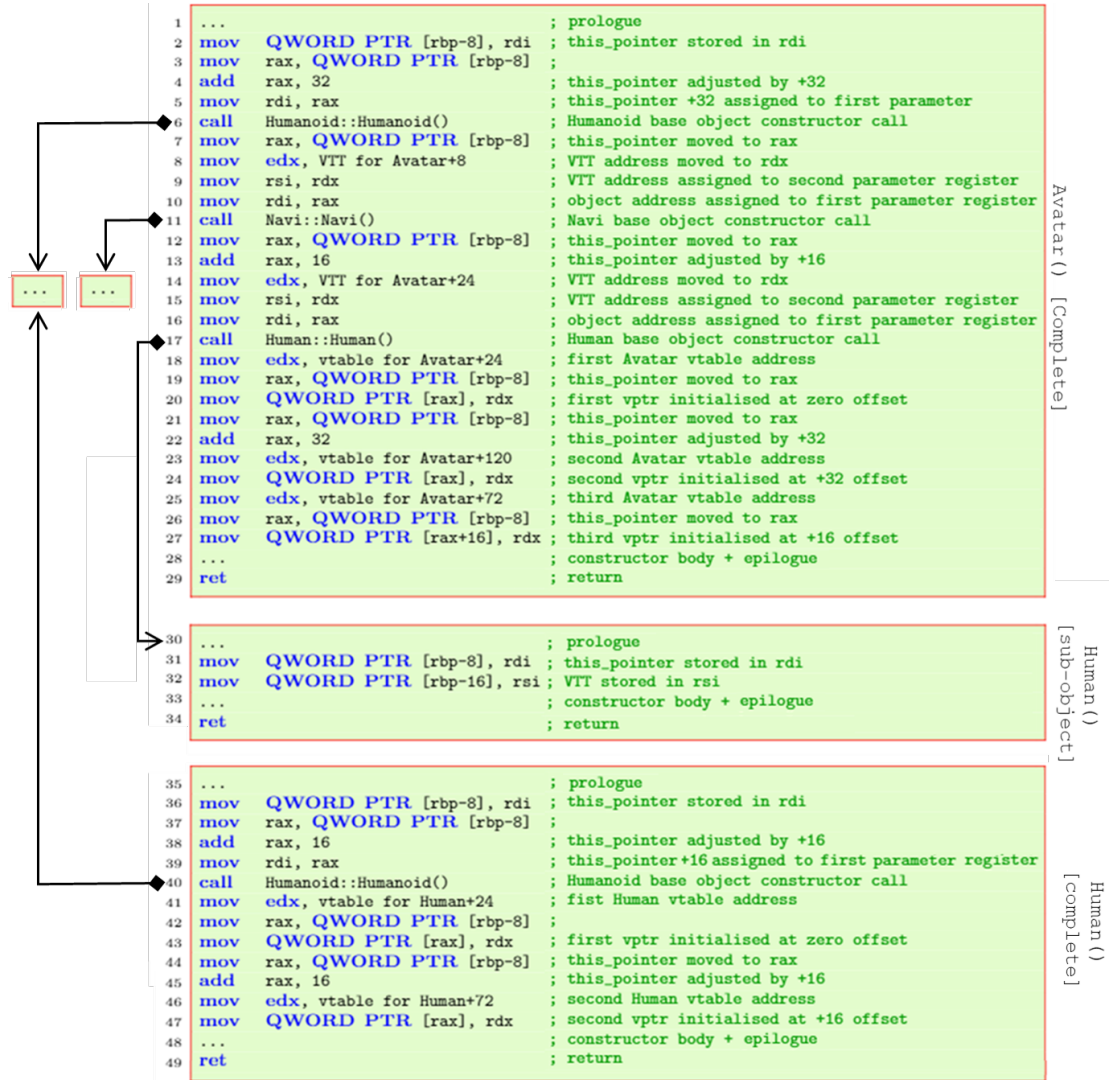 1 ... ; prologue
2 mov QWORD PTR [rbp-8], rdi ; this_pointer stored in rdi
3 mov rax, QWORD PTR [rbp-8] ;
4 add rax, 32 ; this_pointer adjusted by +32
5 mov rdi, rax ; this_pointer +32 assigned to first parameter
6 call Humanoid::Humanoid() ; Humanoid base object constructor call
7 mov rax, QWORD PTR [rbp-8] ; this_pointer moved to rax
8 mov edx, VTT for Avatar+8 ; VTT address moved to rdx
9 mov rsi, rdx ; VTT address assigned to second parameter register
10 mov rdi, rax ; object address assigned to first parameter register
11 call Navi::Navi() ; Navi base object constructor call
12 mov rax, QWORD PTR [rbp-8] ; this_pointer moved to rax
13 add rax, 16 ; this_pointer adjusted by +16
14 mov edx, VTT for Avatar+24 ; VTT address moved to rdx
15 mov rsi, rdx ; VTT address assigned to second parameter register
16 mov rdi, rax ; object address assigned to first parameter register
17 call Human::Human() ; Human base object constructor call
18 mov edx, vtable for Avatar+24 ; first Avatar vtable address
19 mov rax, QWORD PTR [rbp-8] ; this_pointer moved to rax
20 mov QWORD PTR [rax], rdx ; first vptr initialised at zero offset
21 mov rax, QWORD PTR [rbp-8] ; this_pointer moved to rax
22 add rax, 32 ; this_pointer adjusted by +32
23 mov edx, vtable for Avatar+120 ; second Avatar vtable address
24 mov QWORD PTR [rax], rdx ; second vptr initialised at +32 offset
25 mov edx, vtable for Avatar+72 ; third Avatar vtable address
26 mov rax, QWORD PTR [rbp-8] ; this_pointer moved to rax
27 mov QWORD PTR [rax+16], rdx ; third vptr initialised at +16 offset
28 ... ; constructor body + epilogue
29 ret ; return
Avatar() [Complete]
...
...
30 ... ; prologue
31 mov QWORD PTR [rbp-8], rdi ; this_pointer stored in rdi
32 mov QWORD PTR [rbp-16], rsi ; VTT stored in rsi
33 ... ; constructor body + epilogue
34 ret ; return
Human()
[sub-object]
35 ... ; prologue
36 mov QWORD PTR [rbp-8], rdi ; this_pointer stored in rdi
37 mov rax, QWORD PTR [rbp-8] ;
38 add rax, 16 ; this_pointer adjusted by +16
39 mov rdi, rax ; this_pointer+16 assigned to first parameter register
40 call Humanoid::Humanoid() ; Humanoid base object constructor call
41 mov edx, vtable for Human+24 ; fist Human vtable address
42 mov rax, QWORD PTR [rbp-8] ;
43 mov QWORD PTR [rax], rdx ; first vptr initialised at zero offset
44 mov rax, QWORD PTR [rbp-8] ; this_pointer moved to rax
45 add rax, 16 ; this_pointer adjusted by +16
46 mov edx, vtable for Human+72 ; second Human vtable address
47 mov QWORD PTR [rax], rdx ; second vptr initialised at +16 offset
48 ... ; constructor body + epilogue
49 ret ; return
Human()
[complete]